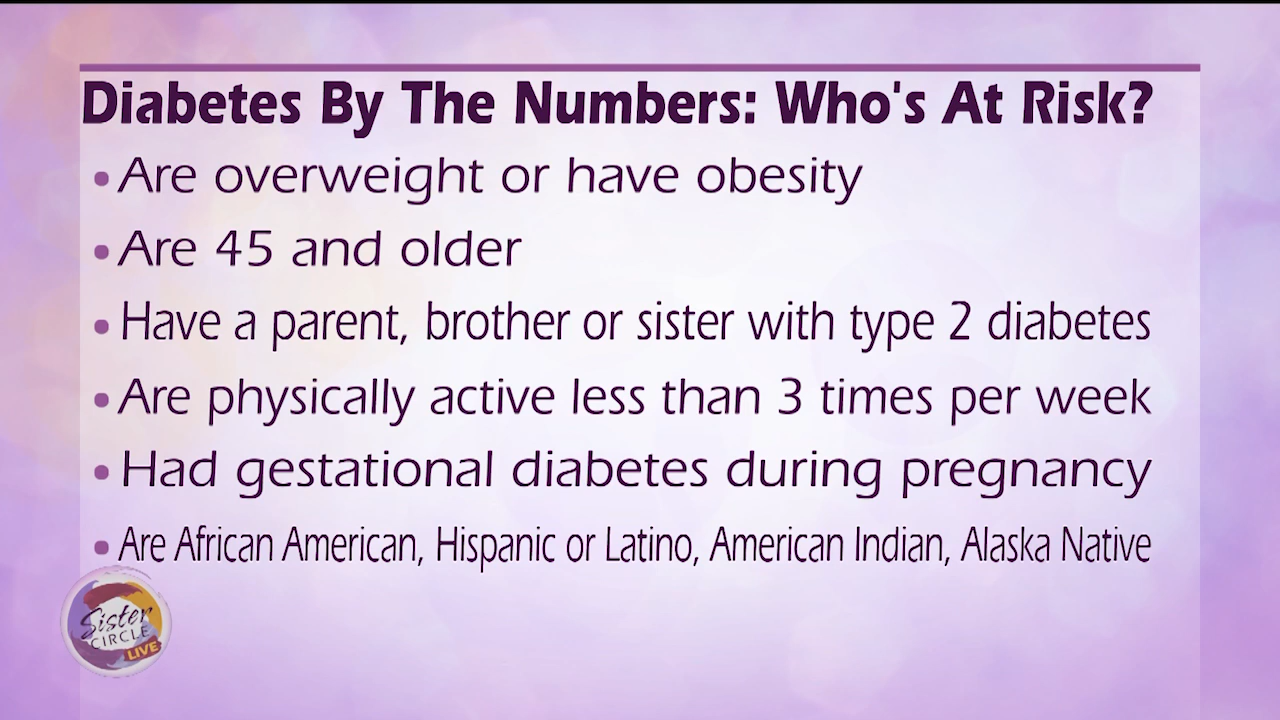 Diabetes By The Numbers: Who's At Risk?
• Are overweight or have obesity
• Are 45 and older
• Have a parent, brother or sister with type 2 diabetes
• Are physically active less than 3 times per week
• Had gestational diabetes during pregnancy
• Are African American, Hispanic or Latino, American Indian, Alaska Native
Sister
CIRCLE
LIVE